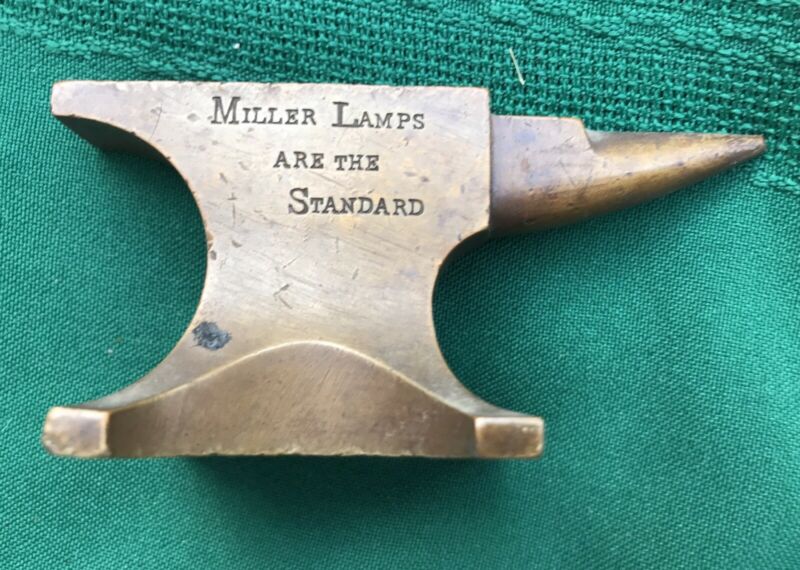 Miller Lamps
are the
Standard